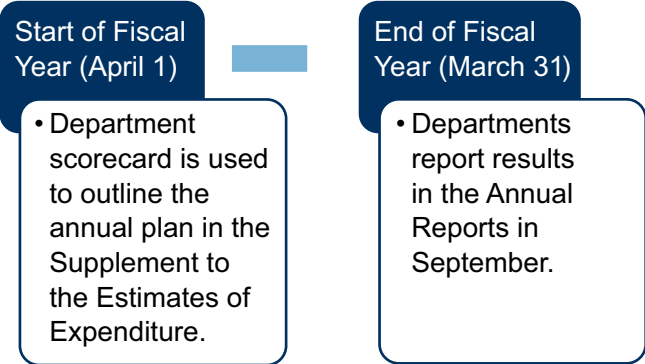 Start of Fiscal
Year (April 1)
• Department
scorecard is used
to outline the
annual plan in the
Supplement to
the Estimates of
Expenditure.
End of Fiscal
Year (March 31)
• Departments
report results
in the Annual
Reports in
September.